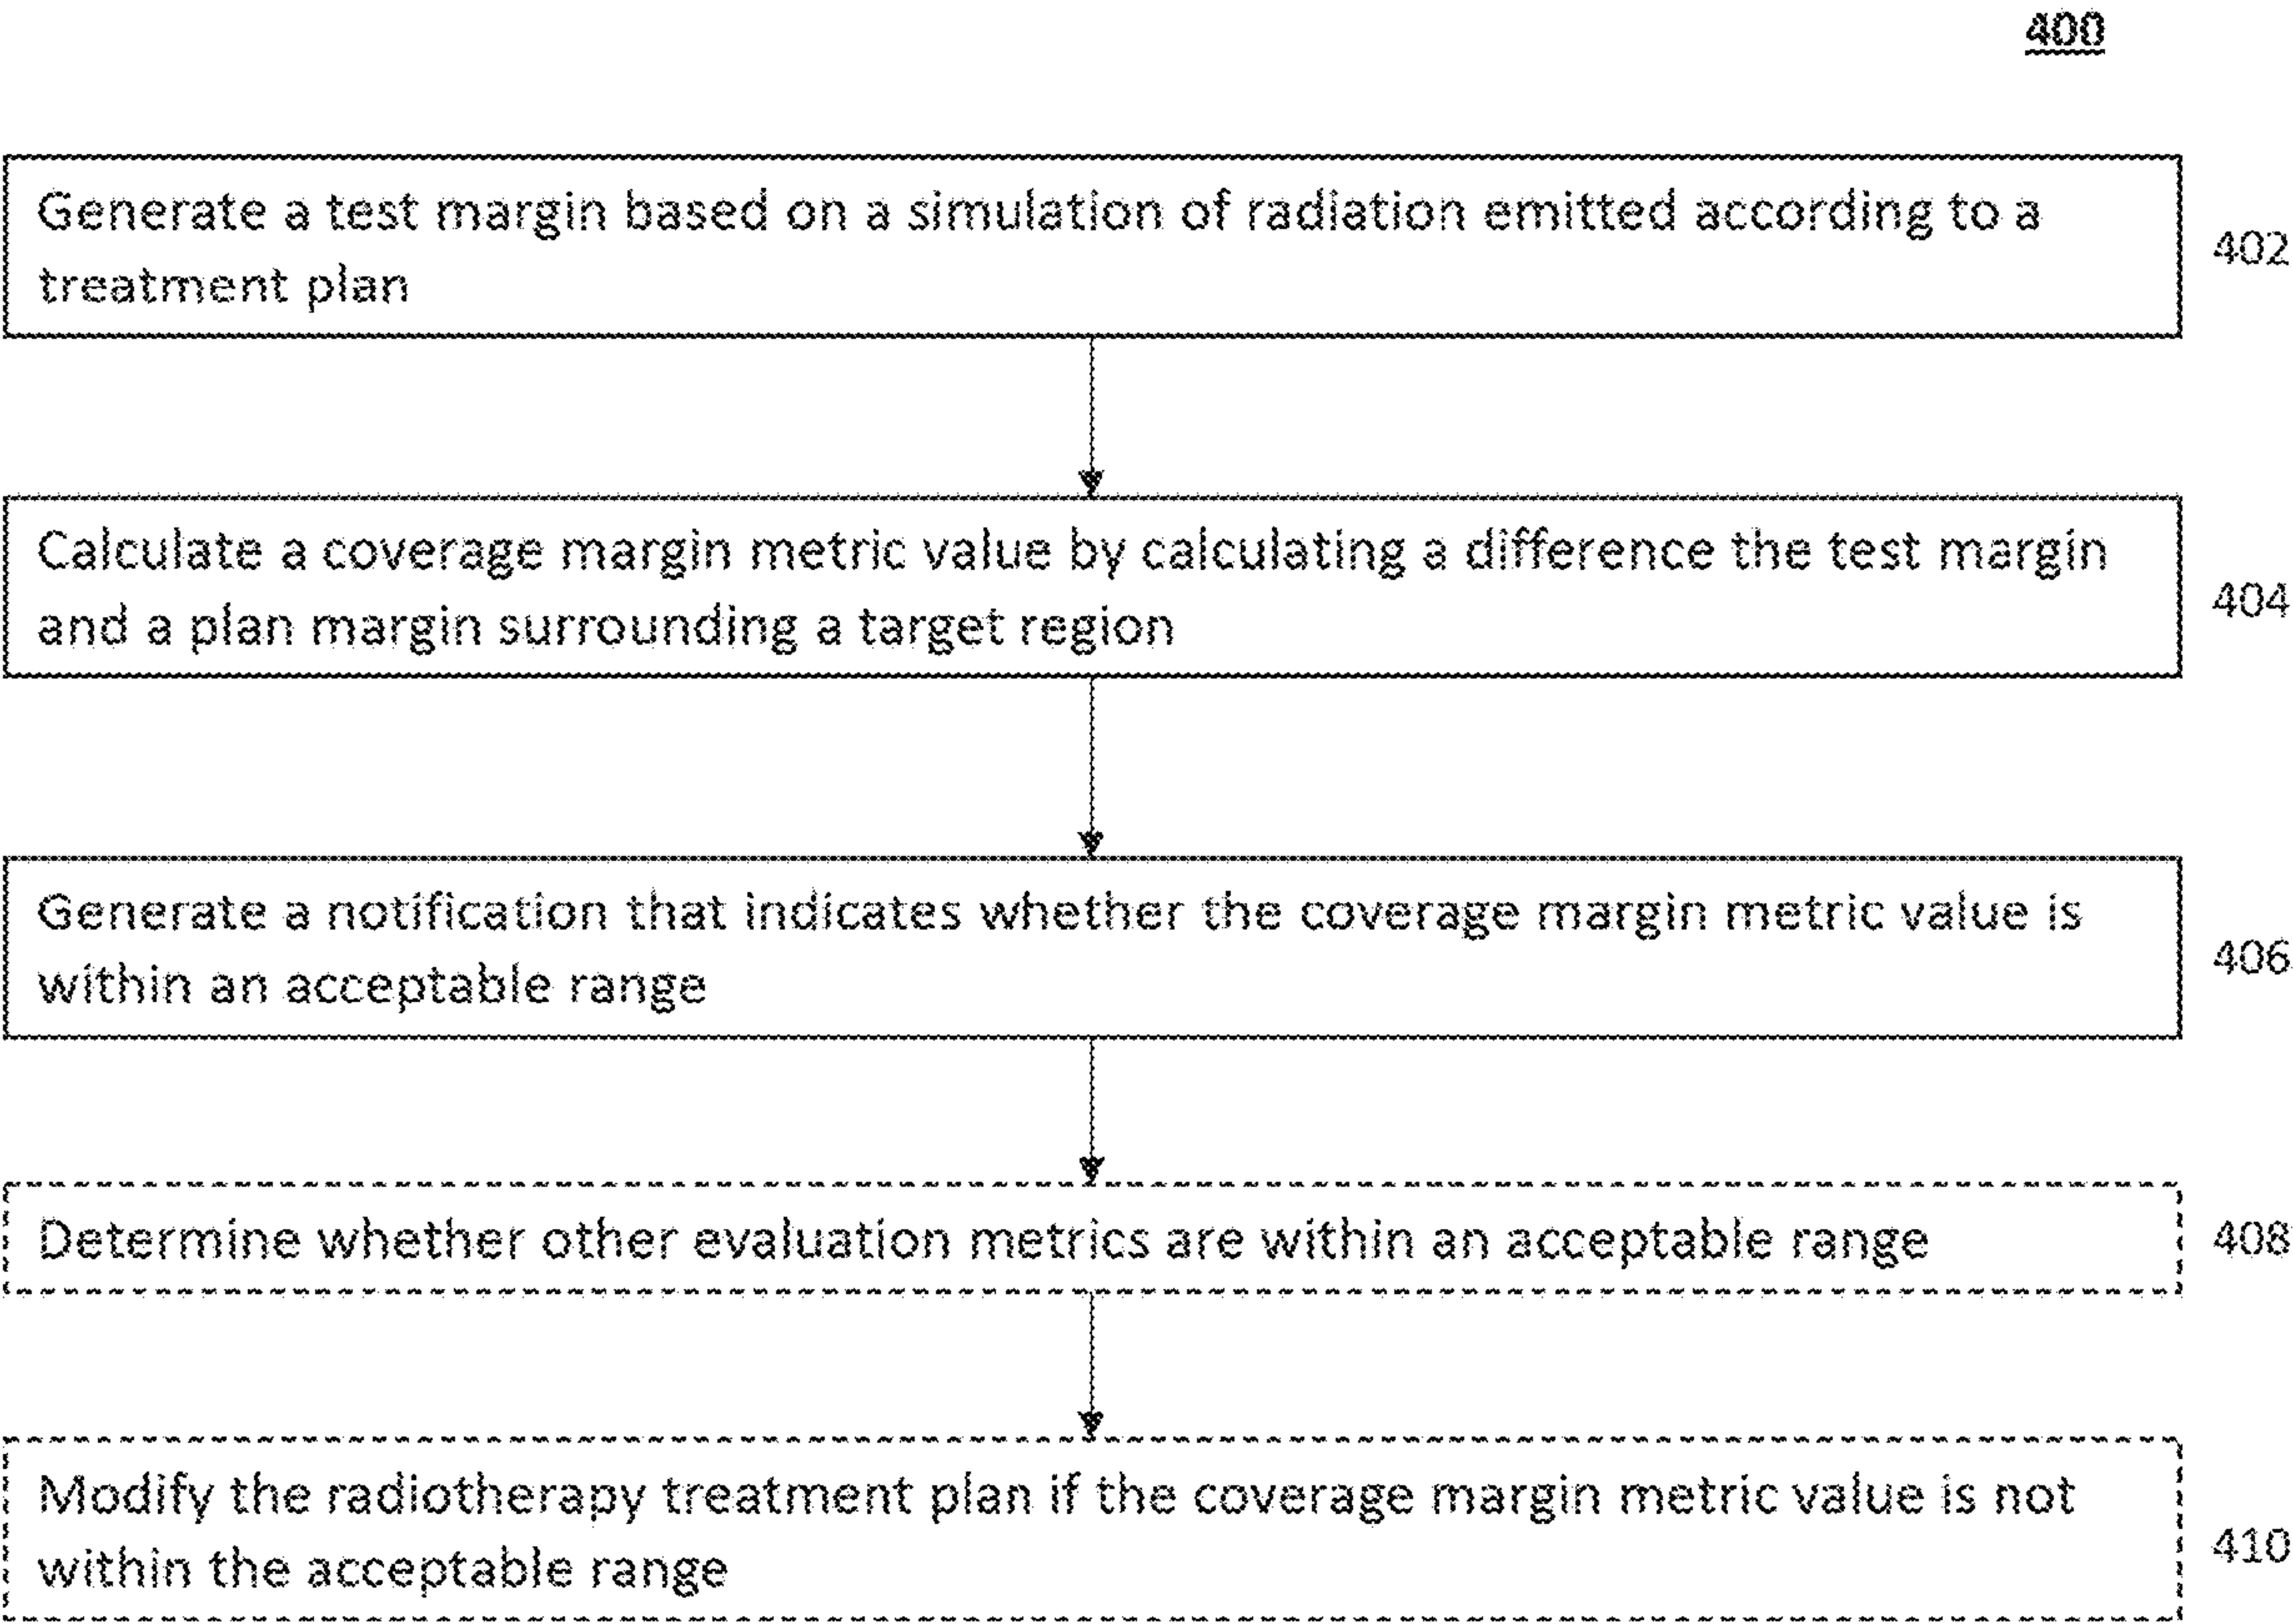 400
Generate a test margin based on a simulation of radiation emitted according to a
treatment plan
402
Calculate a coverage margin metric value by calculating a difference the test margin
and a plan margin surrounding a target region
404
Generate a notification that indicates whether the coverage margin metric value is
within an acceptable range
406
Determine whether other evaluation metrics are within an acceptable range
408
Modify the radiotherapy treatment plan if the coverage margin metric value is not
within the acceptable range
410